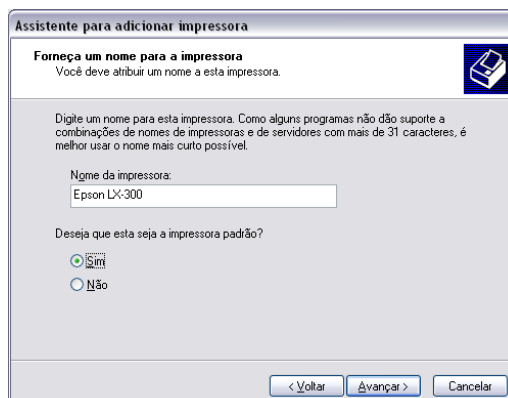 Assistente para adicionar impressora
Forneça um nome para a impressora
Você deve atribuir um nome a esta impressora.
Digite um nome para esta impressora. Como alguns programas não dão suporte a
combinações de nomes de impressoras e de servidores com mais de 31 caracteres, é
melhor usar o nome mais curto possível.
Nome da impressora:
Epson LX-300
Deseja que esta seja a impressora padrão?
Sim
Não
< Voltar
Avançar >
Cancelar